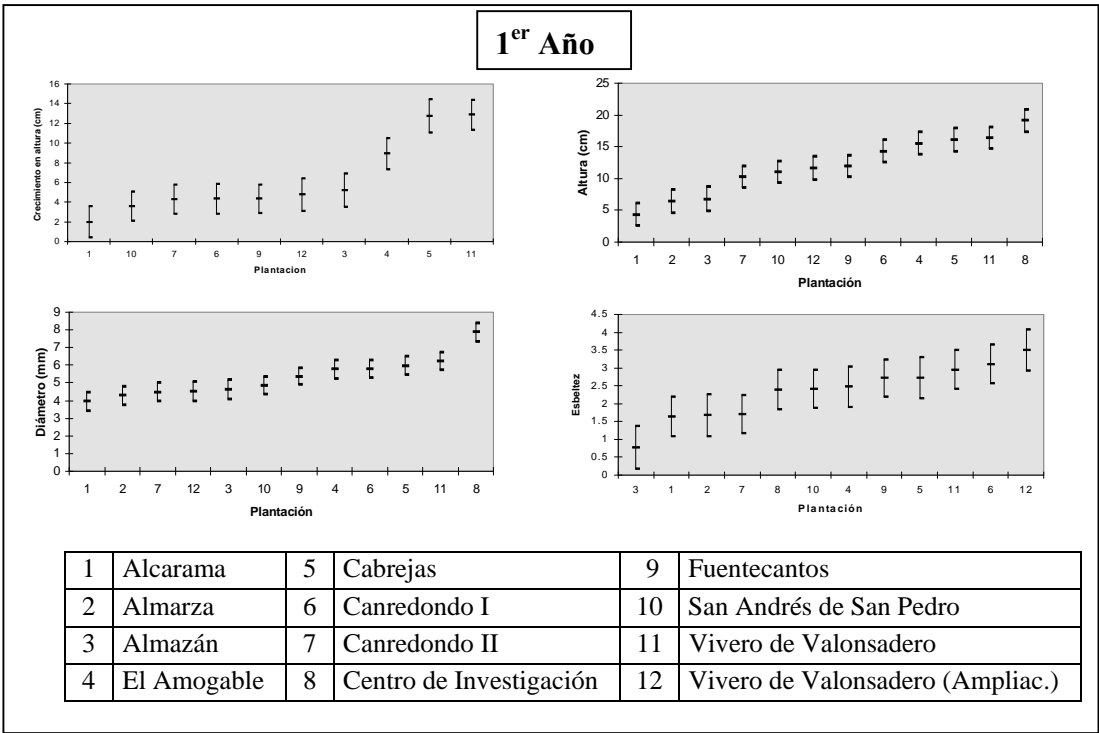 1er Año
Crecimiento en altura (cm)
16
14
12
10
8
6
4
2
0
1 10 7 6 9 12 3 4 5 11
Plantacion
Altura (cm)
25
20
15
10
5
0
1 2 3 7 10 12 9 6 4 5 11 8
Plantación
Diámetro (mm)
9
8
7
6
5
4
3
2
1
0
1 2 7 12 3 10 9 4 6 5 11 8
Plantación
Esbeltez
4.5
4
3.5
3
2.5
2
1.5
1
0.5
0
3 1 2 7 8 10 4 9 5 11 6 12
Plantación
1 Alcarama 5 Cabrejas 9 Fuentecantos
2 Almarza 6 Canredondo I 10 San Andrés de San Pedro
3 Almazán 7 Canredondo II 11 Vivero de Valonsadero
4 El Amogable 8 Centro de Investigación 12 Vivero de Valonsadero (Ampliac.)